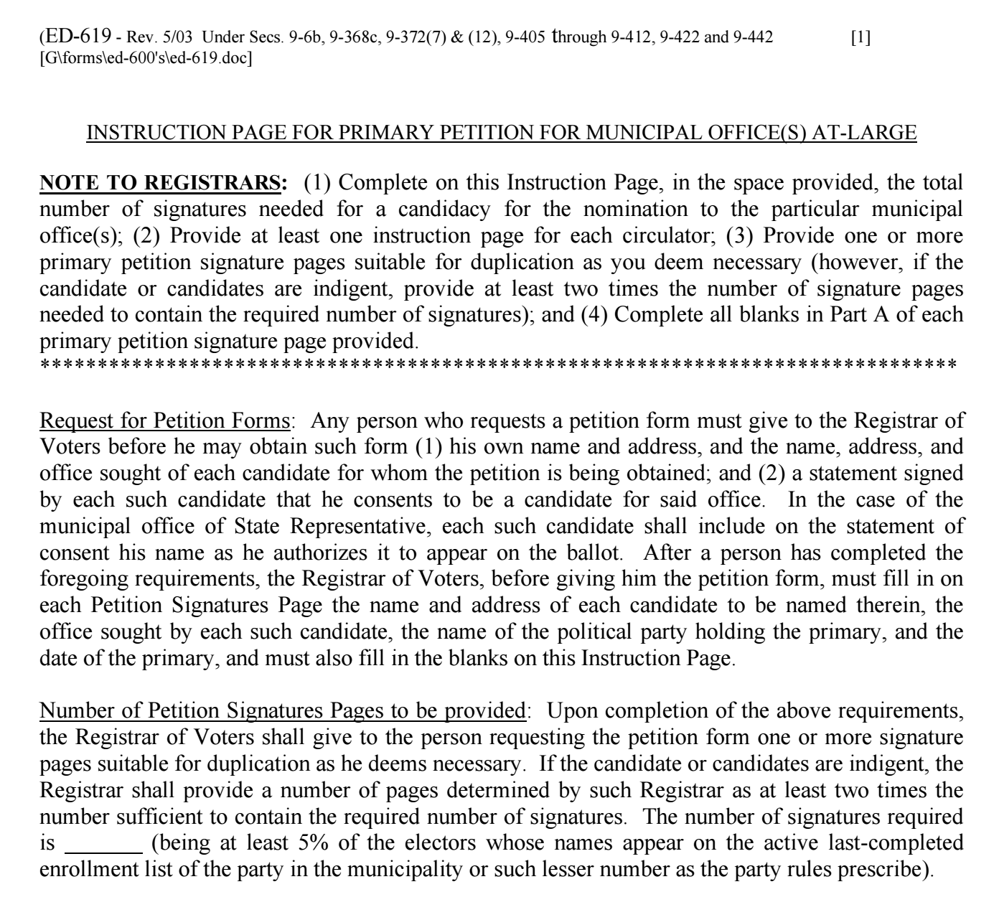 (ED-619 - Rev. 5/03 Under Secs. 9-6b, 9-368c, 9-372(7) & (12), 9-405 through 9-412, 9-422 and 9-442 [1]
[G\forms\ed-600's\ed-619.doc]
INSTRUCTION PAGE FOR PRIMARY PETITION FOR MUNICIPAL OFFICE(S) AT-LARGE
NOTE TO REGISTRARS: (1) Complete on this Instruction Page, in the space provided, the total
number of signatures needed for a candidacy for the nomination to the particular municipal
office(s); (2) Provide at least one instruction page for each circulator; (3) Provide one or more
primary petition signature pages suitable for duplication as you deem necessary (however, if the
candidate or candidates are indigent, provide at least two times the number of signature pages
needed to contain the required number of signatures); and (4) Complete all blanks in Part A of each
primary petition signature page provided.
********************************************************************************
Request for Petition Forms: Any person who requests a petition form must give to the Registrar of
Voters before he may obtain such form (1) his own name and address, and the name, address, and
office sought of each candidate for whom the petition is being obtained; and (2) a statement signed
by each such candidate that he consents to be a candidate for said office. In the case of the
municipal office of State Representative, each such candidate shall include on the statement of
consent his name as he authorizes it to appear on the ballot. After a person has completed the
foregoing requirements, the Registrar of Voters, before giving him the petition form, must fill in on
each Petition Signatures Page the name and address of each candidate to be named therein, the
office sought by each such candidate, the name of the political party holding the primary, and the
date of the primary, and must also fill in the blanks on this Instruction Page.
Number of Petition Signatures Pages to be provided: Upon completion of the above requirements,
the Registrar of Voters shall give to the person requesting the petition form one or more signature
pages suitable for duplication as he deems necessary. If the candidate or candidates are indigent, the
Registrar shall provide a number of pages determined by such Registrar as at least two times the
number sufficient to contain the required number of signatures. The number of signatures required
is _______ (being at least 5% of the electors whose names appear on the active last-completed
enrollment list of the party in the municipality or such lesser number as the party rules prescribe).